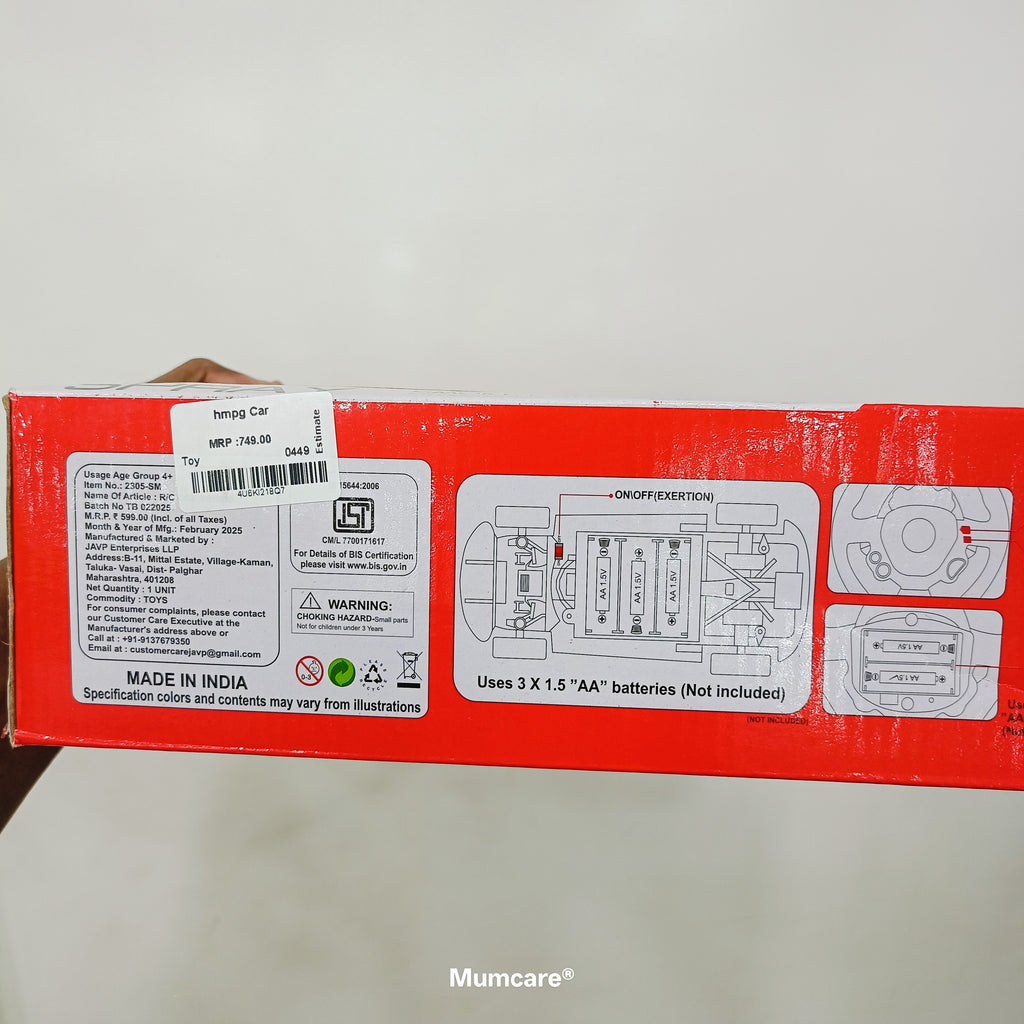 hmpg Car
MRP :749.00
Toy
0449
Estimate
4U6KI218Q7
Usage Age Group 4+
Item No.: 2305-SM
Name Of Article : R/C
Batch No TB 022025
M.R.P. ₹ 599.00 (Incl. of all Taxes)
Month & Year of Mfg.: February 2025
Manufactured & Marketed by :
JAVP Enterprises LLP
Address:B-11, Mittal Estate, Village-Kaman,
Taluka- Vasai, Dist- Palghar
Maharashtra, 401208
Net Quantity : 1 UNIT
Commodity : TOYS
For consumer complaints, please contact
our Customer Care Executive at the
Manufacturer's address above or
Call at : +91-9137679350
Email at : customercarejavp@gmail.com
15644:2006
CM/L 7700171617
For Details of BIS Certification
please visit www.bis.gov.in
WARNING:
CHOKING HAZARD-Small parts
Not for children under 3 Years
0-3
MADE IN INDIA
Specification colors and contents may vary from illustrations
ON\OFF(EXERTION)
AA 1.5V
AA 1.5V
AA 1.5V
Uses 3 X 1.5 "AA" batteries (Not included)
(NOT INCLUDED)
AA 1.5V
AA 1.5V
"AA
Mumcare®